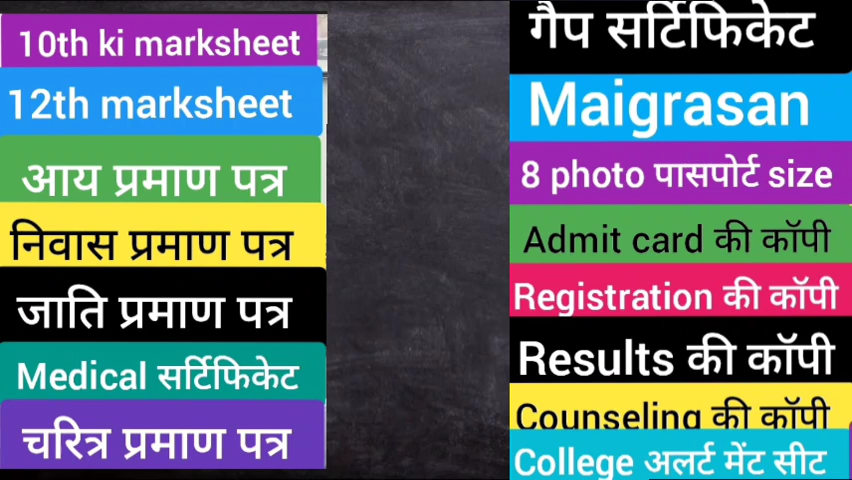 10th ki marksheet
12th marksheet
आय प्रमाण पत्र
निवास प्रमाण पत्र
जाति प्रमाण पत्र
Medical सर्टिफिकेट
चरित्र प्रमाण पत्र
गैप सर्टिफिकेट
Maigrasan
8 photo पासपोर्ट size
Admit card की कॉपी
Registration की कॉपी
Results की कॉपी
Counseling की कॉपी
College अलर्ट मेंट सीट